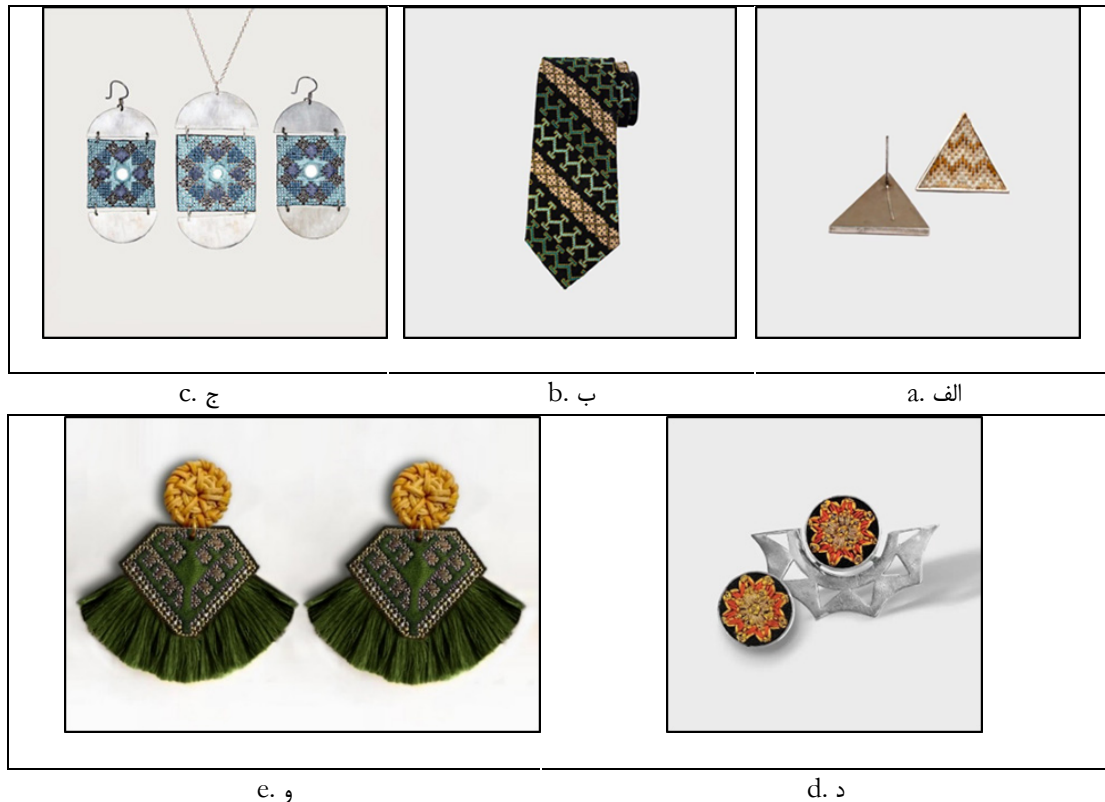 a. الف
b. ب
c. ج
d. د
e. و